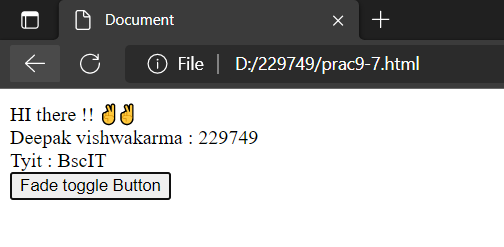 Document
File
D:/229749/prac9-7.html
HI there !! ✌✌
Deepak vishwakarma : 229749
Tyit : BscIT
Fade toggle Button